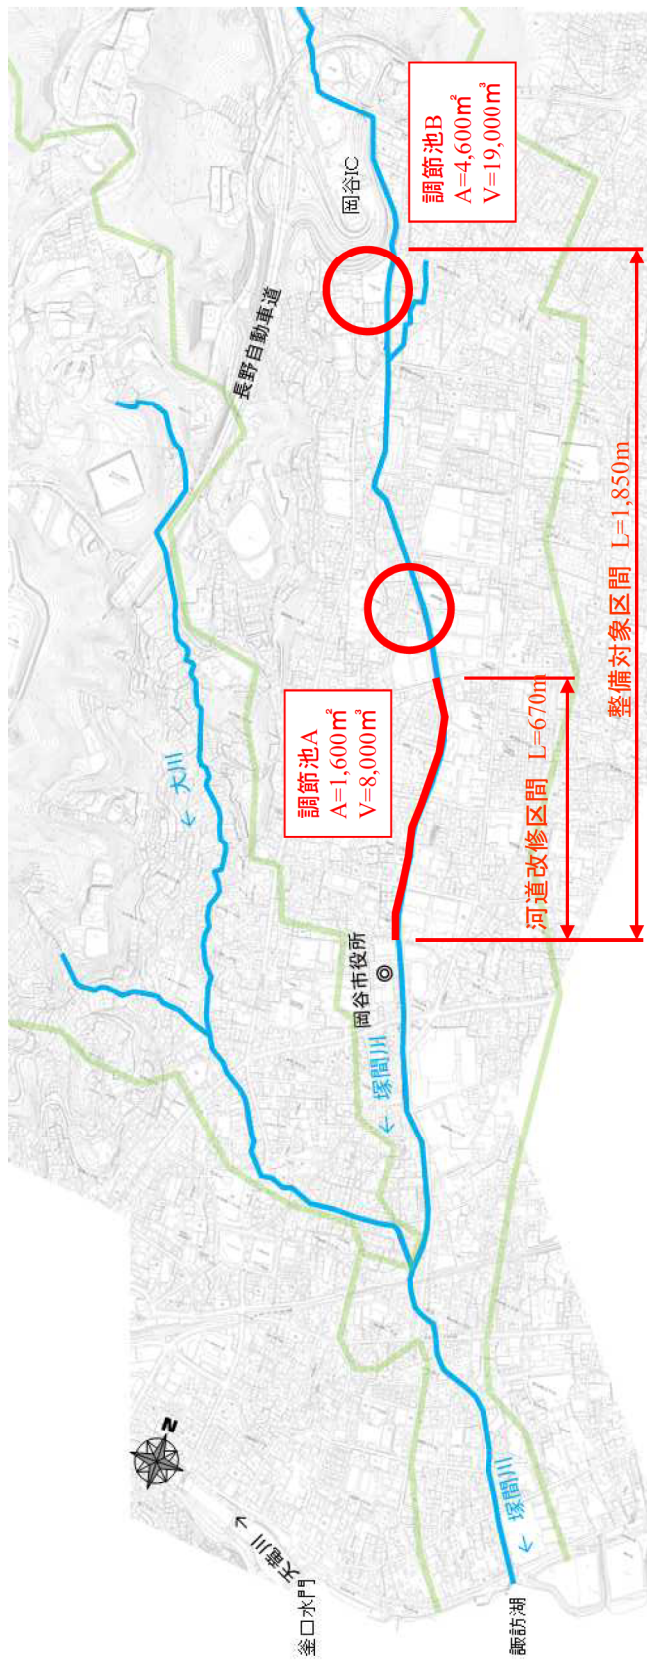 調節池B
A=4,600㎡
V=19,000㎥
岡谷IC
長野自動車道
整備対象区間 L=1,850m
調節池A
A=1,600㎡
V=8,000㎥
河道改修区間 L=670m
← 大川
岡谷市役所
← 塚間川
N
天竜川 →
釜口水門
← 塚間川
諏訪湖